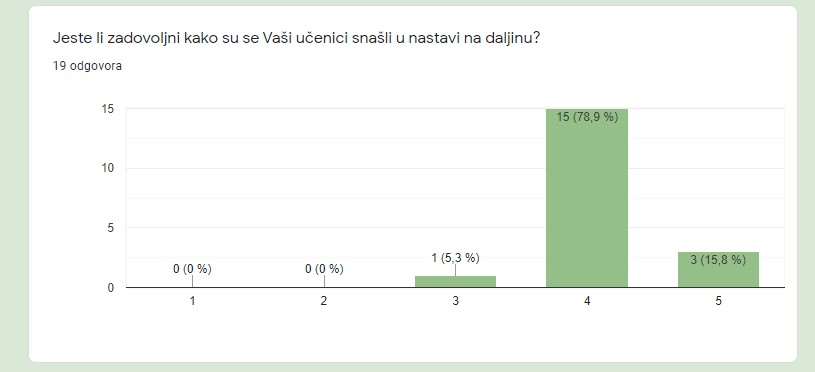 Jeste li zadovoljni kako su se Vaši učenici snašli u nastavi na daljinu?
19 odgovora
15
10
5
0
0 (0 %)
0 (0 %)
1 (5,3 %)
15 (78,9 %)
3 (15,8 %)
1
2
3
4
5